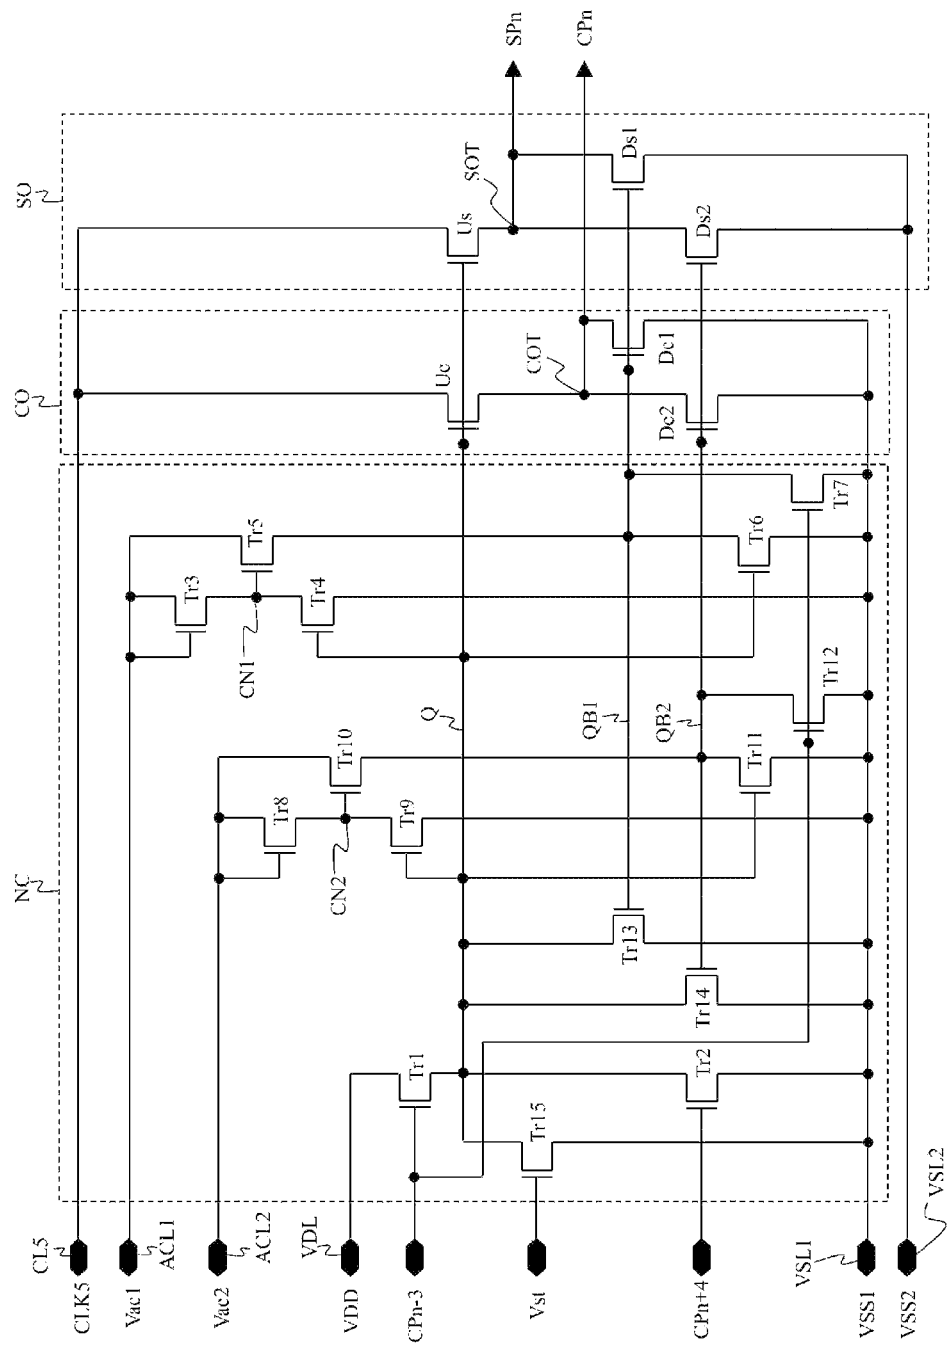 NC
CO
SO
CL5
CLK5
Vac1
ACL1
Tr3
Vac2
CN1
Tr5
ACL2
Tr8
VDL
Tr4
CN2
Tr10
VDD
CPn-3
Tr1
Tr9
Q
Uc
Us
SOT
SPn
Vst
Tr15
COT
CPn
QB1
Tr13
Ds1
QB2
Dc2
Dc1
CPn+4
Tr2
Tr14
Ds2
Tr11
Tr6
VSL1
Tr12
Tr7
VSS1
VSS2
VSL2